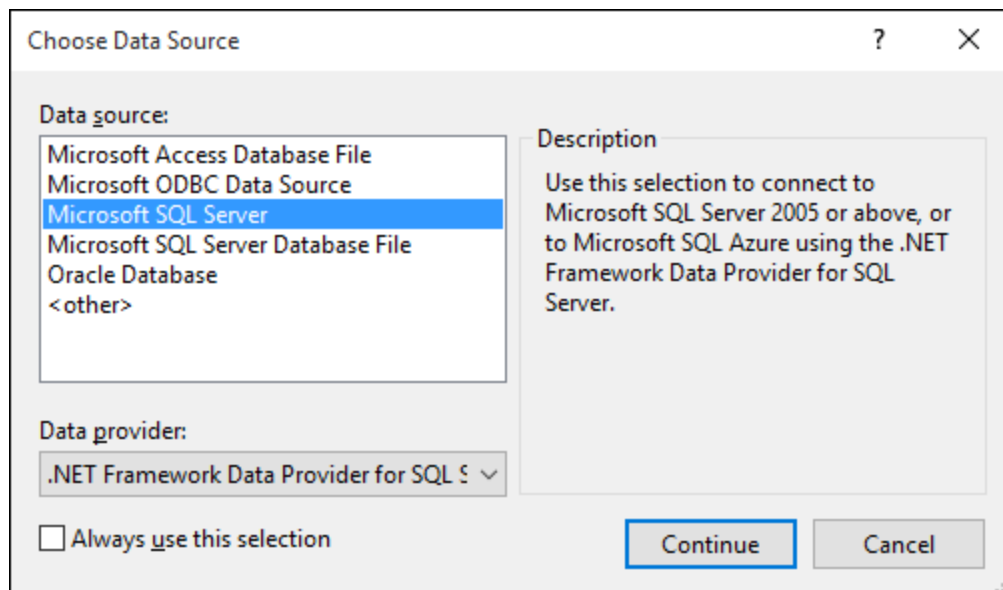 Choose Data Source
?
Data source:
Microsoft Access Database File
Microsoft ODBC Data Source
Microsoft SQL Server
Microsoft SQL Server Database File
Oracle Database
<other>
Data provider:
.NET Framework Data Provider for SQL S
Always use this selection
Description
Use this selection to connect to
Microsoft SQL Server 2005 or above, or
to Microsoft SQL Azure using the .NET
Framework Data Provider for SQL
Server.
Continue
Cancel